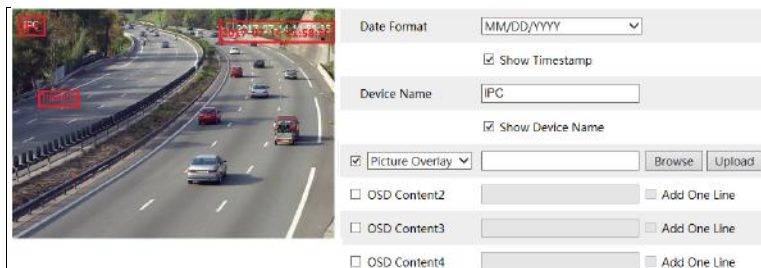 IPC
Date Format MM/DD/YYYY
Show Timestamp
Device Name IPC
Show Device Name
Picture Overlay Browse Upload
OSD Content2 Add One Line
OSD Content3 Add One Line
OSD Content4 Add One Line